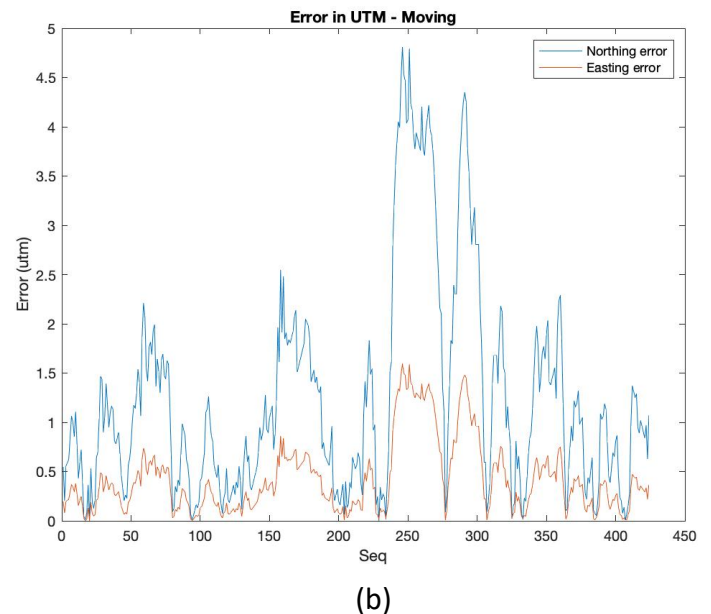 Error in UTM - Moving
Northing error
Easting error
5
4.5
4
3.5
3
2.5
2
1.5
1
0.5
0
Error (utm)
0 50 100 150 200 250 300 350 400 450
Seq
(b)